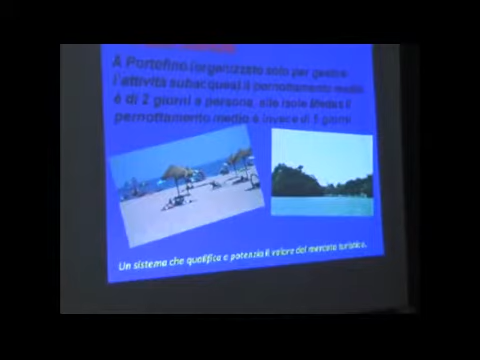 A Portofino (organizzato solo per gestire
l'attività subacquea) il pernottamento medio
è di 2 giorni a persona, alle isole Medas il
pernottamento medio è invece di 5 giorni
Un sistema che qualifica e potenzia il valore del mercato turistico.